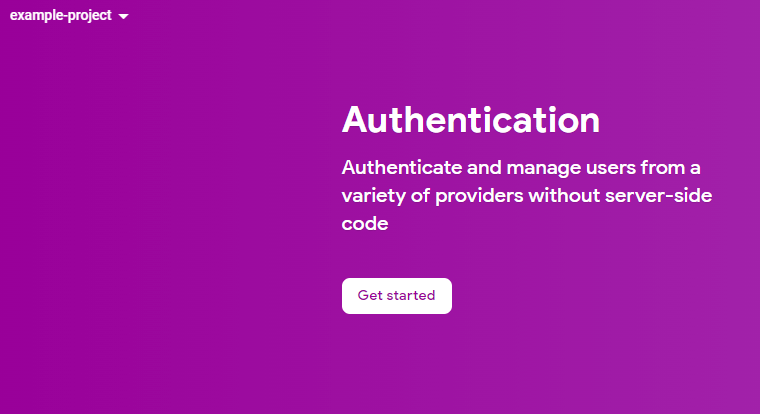 example-project
Authentication
Authenticate and manage users from a
variety of providers without server-side
code
Get started